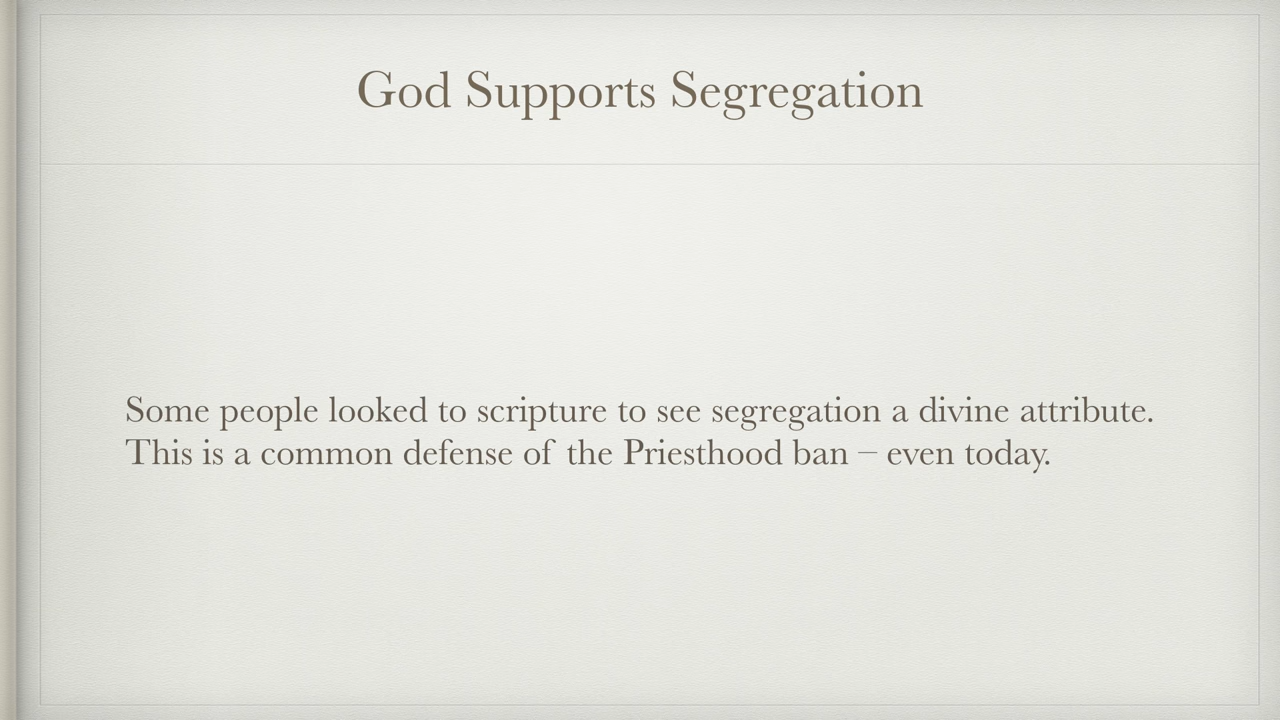 God Supports Segregation
Some people looked to scripture to see segregation a divine attribute.
This is a common defense of the Priesthood ban – even today.